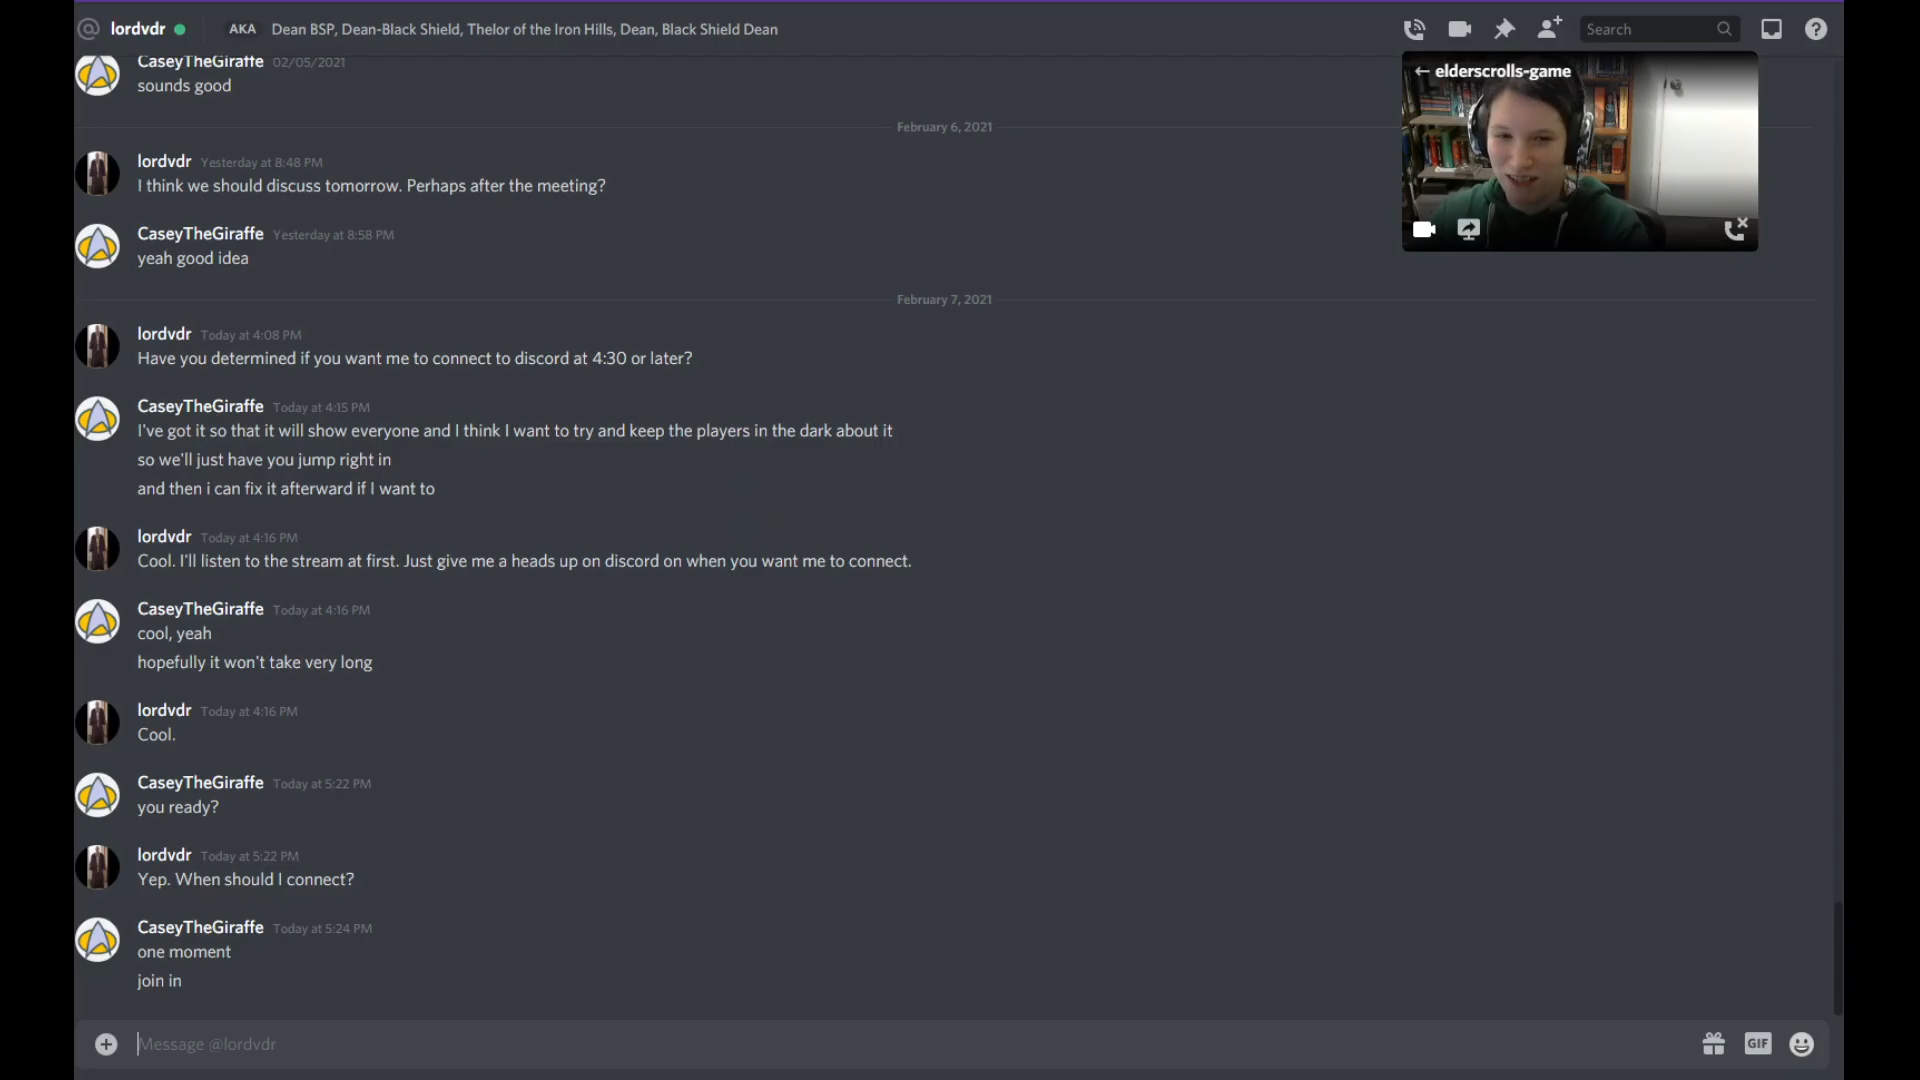 lordvdr AKA Dean BSP, Dean-Black Shield, Thelor of the Iron Hills, Dean, Black Shield Dean
Search
elderscrolls-game
CaseyTheGiraffe 02/05/2021
sounds good
February 6, 2021
lordvdr Yesterday at 8:48 PM
I think we should discuss tomorrow. Perhaps after the meeting?
CaseyTheGiraffe Yesterday at 8:58 PM
yeah good idea
February 7, 2021
lordvdr Today at 4:08 PM
Have you determined if you want me to connect to discord at 4:30 or later?
CaseyTheGiraffe Today at 4:15 PM
I've got it so that it will show everyone and I think I want to try and keep the players in the dark about it
so we'll just have you jump right in
and then i can fix it afterward if I want to
lordvdr Today at 4:16 PM
Cool. I'll listen to the stream at first. Just give me a heads up on discord on when you want me to connect.
CaseyTheGiraffe Today at 4:16 PM
cool, yeah
hopefully it won't take very long
lordvdr Today at 4:16 PM
Cool.
CaseyTheGiraffe Today at 5:22 PM
you ready?
lordvdr Today at 5:22 PM
Yep. When should I connect?
CaseyTheGiraffe Today at 5:24 PM
one moment
join in
Message @lordvdr
GIF